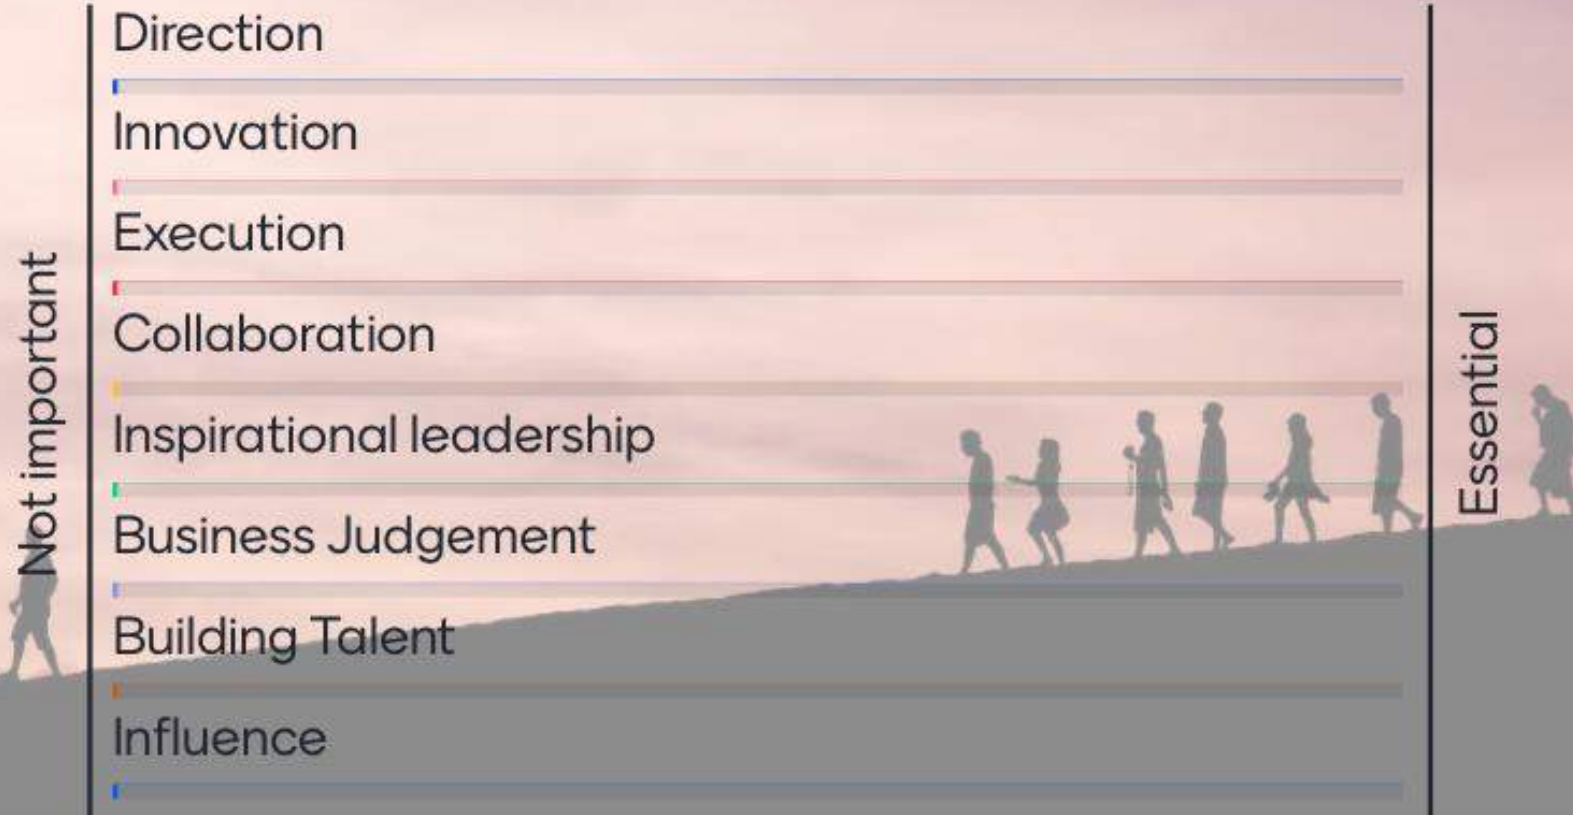 Direction
Innovation
Execution
Collaboration
Inspirational leadership
Business Judgement
Building Talent
Influence
Not important
Essential